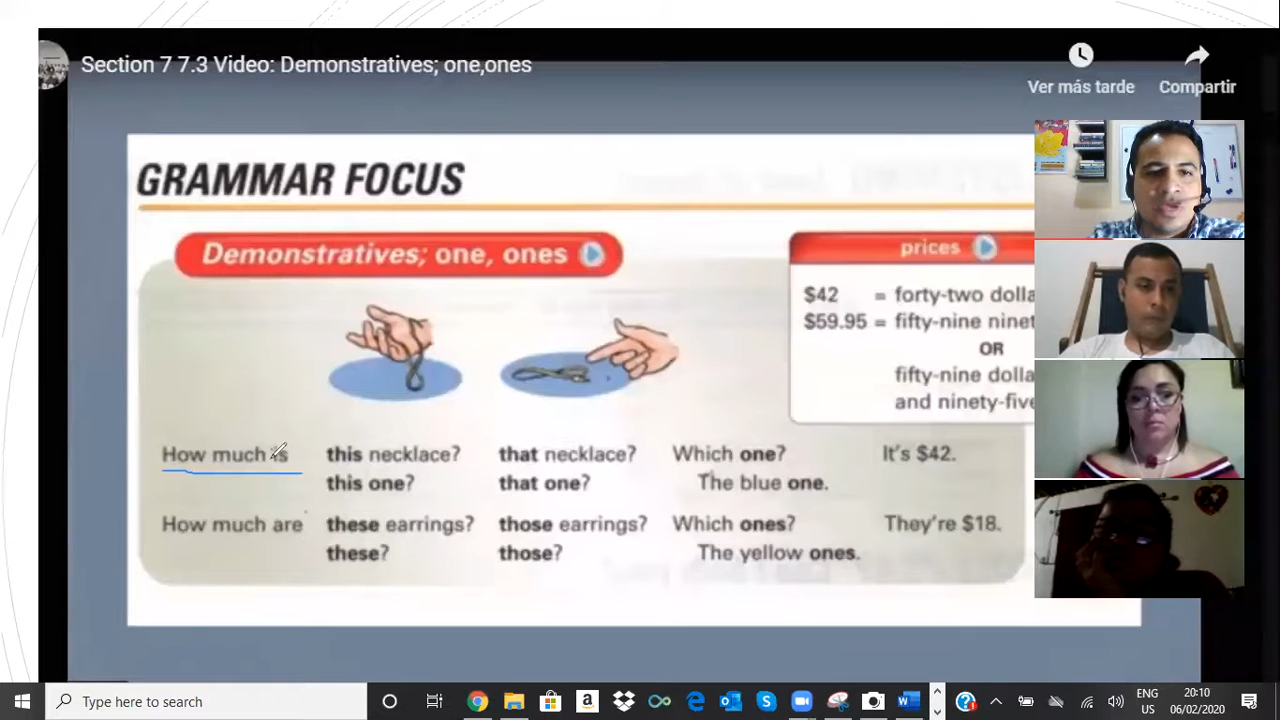 Section 7 7.3 Video: Demonstratives; one,ones
Ver más tarde
Compartir
GRAMMAR FOCUS
Demonstratives; one, ones
prices
$42 = forty-two dolla
$59.95 = fifty-nine ninet
OR
fifty-nine dolla
and ninety-five
How much is this necklace? that necklace? Which one? It's $42.
this one? that one? The blue one.
How much are these earrings? those earrings? Which ones? They're $18.
these? those? The yellow ones.
Type here to search
ENG
US
20:10
06/02/2020